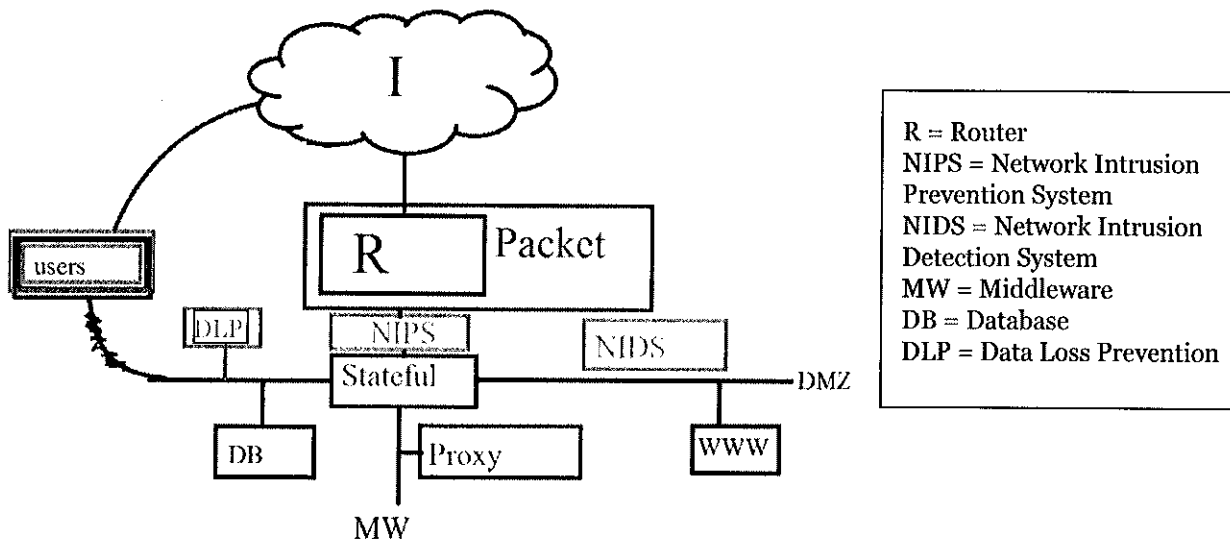 I
R
Packet
users
DLP
NIPS
NIDS
Stateful
DMZ
DB
Proxy
WWW
MW
R = Router
NIPS = Network Intrusion
Prevention System
NIDS = Network Intrusion
Detection System
MW = Middleware
DB = Database
DLP = Data Loss Prevention